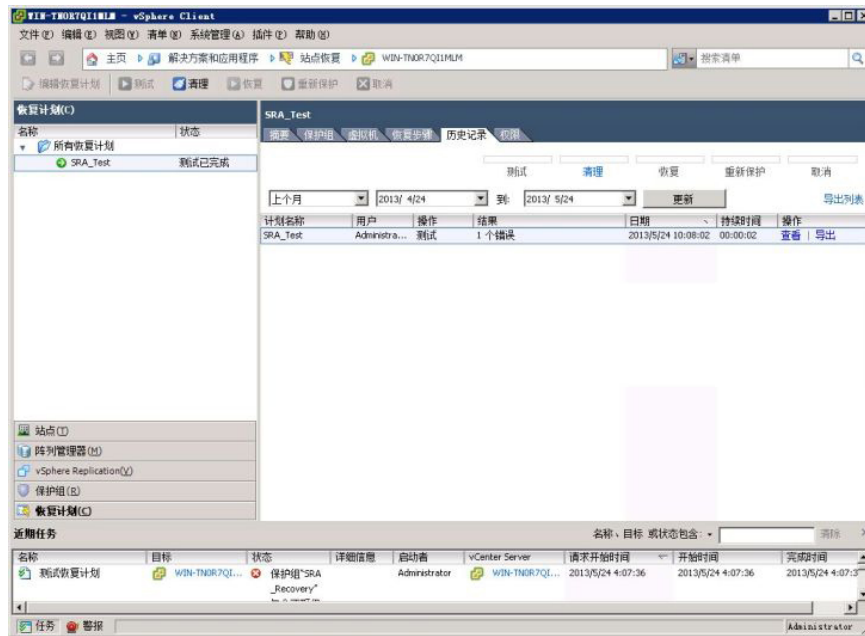 WIN-TNOR7QI1MLM - vSphere Client
文件(F) 编辑(E) 视图(V) 清单(N) 系统管理(A) 插件(P) 帮助(H)
主页 解决方案和应用程序 站点恢复 WIN-TNOR7QI1MLM 搜索清单
编辑恢复计划 测试 清理 恢复 重新保护 取消
恢复计划(C)
名称 状态
所有恢复计划
SRA_Test 测试已完成
SRA_Test
摘要 保护组 虚拟机 恢复步骤 历史记录 权限
测试 清理 恢复 重新保护 取消
上个月 2013/ 4/24 到: 2013/ 5/24 更新 导出列表
计划名称 用户 操作 结果 日期 持续时间 操作
SRA_Test Administra... 测试 1 个错误 2013/5/24 10:08:02 00:00:02 查看 | 导出
站点(T)
阵列管理器(M)
vSphere Replication(V)
保护组(R)
恢复计划(C)
近期任务 名称、目标 或状态包含: 清除
名称 目标 状态 详细信息 启动者 vCenter Server 请求开始时间 开始时间 完成时间
测试恢复计划 WIN-TNOR7QI... 保护组"SRA Administrator WIN-TNOR7QI... 2013/5/24 4:07:36 2013/5/24 4:07:36 2013/5/24 4:07:3
_Recovery"
任务 警报 Administrator